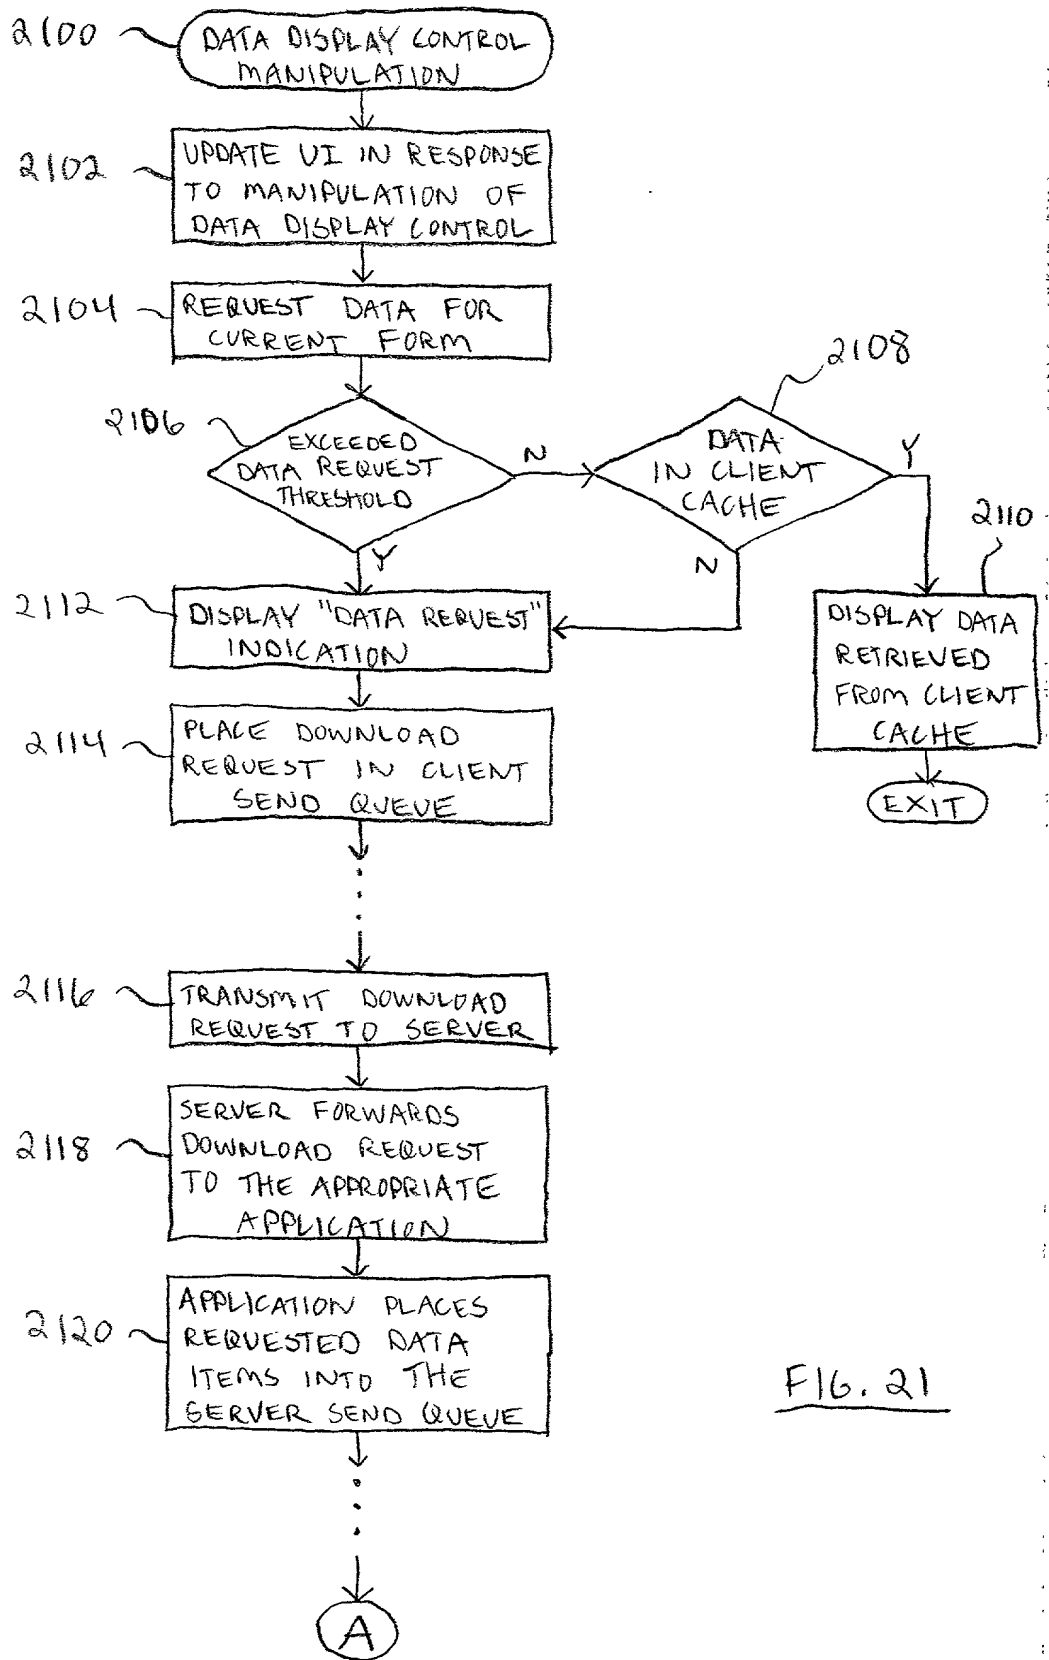 2100
DATA DISPLAY CONTROL
MANIPULATION
2102
UPDATE UI IN RESPONSE
TO MANIPULATION OF
DATA DISPLAY CONTROL
2104
REQUEST DATA FOR
CURRENT FORM
2106
EXCEEDED
DATA REQUEST
THRESHOLD
N
Y
2108
DATA
IN CLIENT
CACHE
Y
N
2110
DISPLAY DATA
RETRIEVED
FROM CLIENT
CACHE
EXIT
2112
DISPLAY "DATA REQUEST"
INDICATION
2114
PLACE DOWNLOAD
REQUEST IN CLIENT
SEND QUEUE
2116
TRANSMIT DOWNLOAD
REQUEST TO SERVER
2118
SERVER FORWARDS
DOWNLOAD REQUEST
TO THE APPROPRIATE
APPLICATION
2120
APPLICATION PLACES
REQUESTED DATA
ITEMS INTO THE
SERVER SEND QUEUE
A
FIG. 21